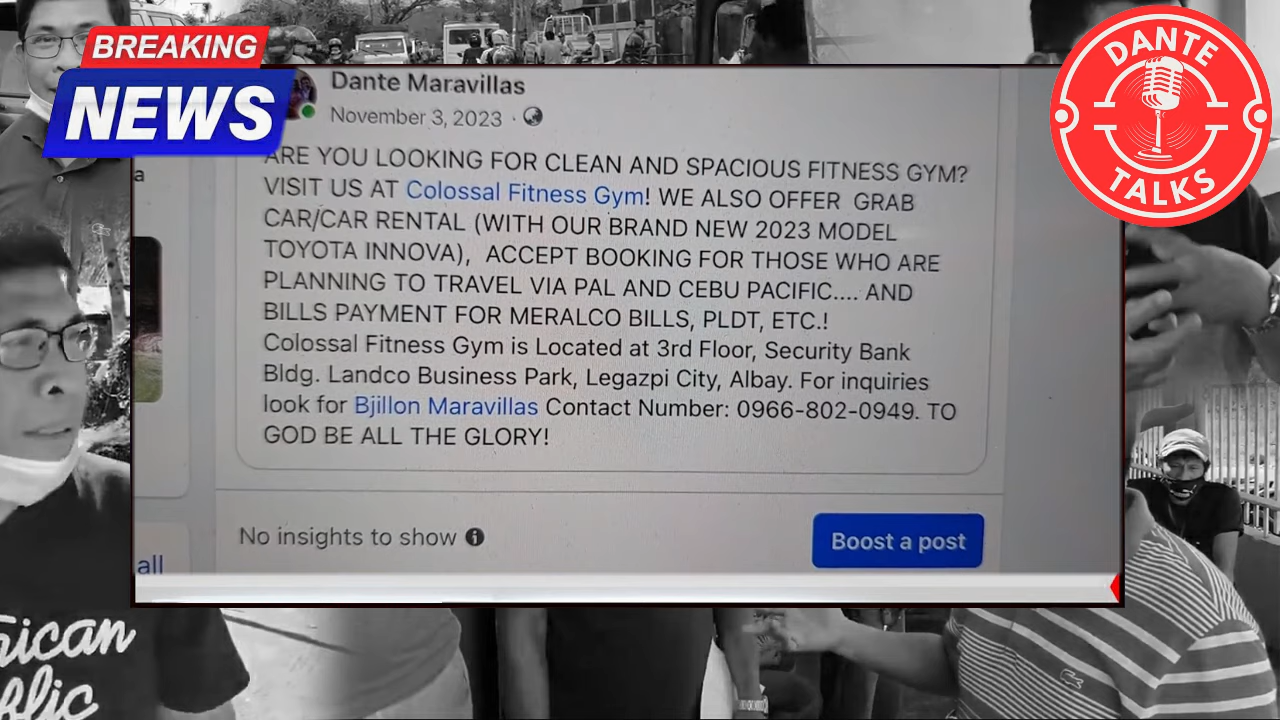 BREAKING
NEWS
DANTE
TALKS
Dante Maravillas
November 3, 2023 ·
a
ARE YOU LOOKING FOR CLEAN AND SPACIOUS FITNESS GYM?
VISIT US AT Colossal Fitness Gym! WE ALSO OFFER GRAB
CAR/CAR RENTAL (WITH OUR BRAND NEW 2023 MODEL
TOYOTA INNOVA), ACCEPT BOOKING FOR THOSE WHO ARE
PLANNING TO TRAVEL VIA PAL AND CEBU PACIFIC.... AND
BILLS PAYMENT FOR MERALCO BILLS, PLDT, ETC.!
Colossal Fitness Gym is Located at 3rd Floor, Security Bank
Bldg. Landco Business Park, Legazpi City, Albay. For inquiries
look for Bjillon Maravillas Contact Number: 0966-802-0949. TO
GOD BE ALL THE GLORY!
No insights to show
Boost a post
all